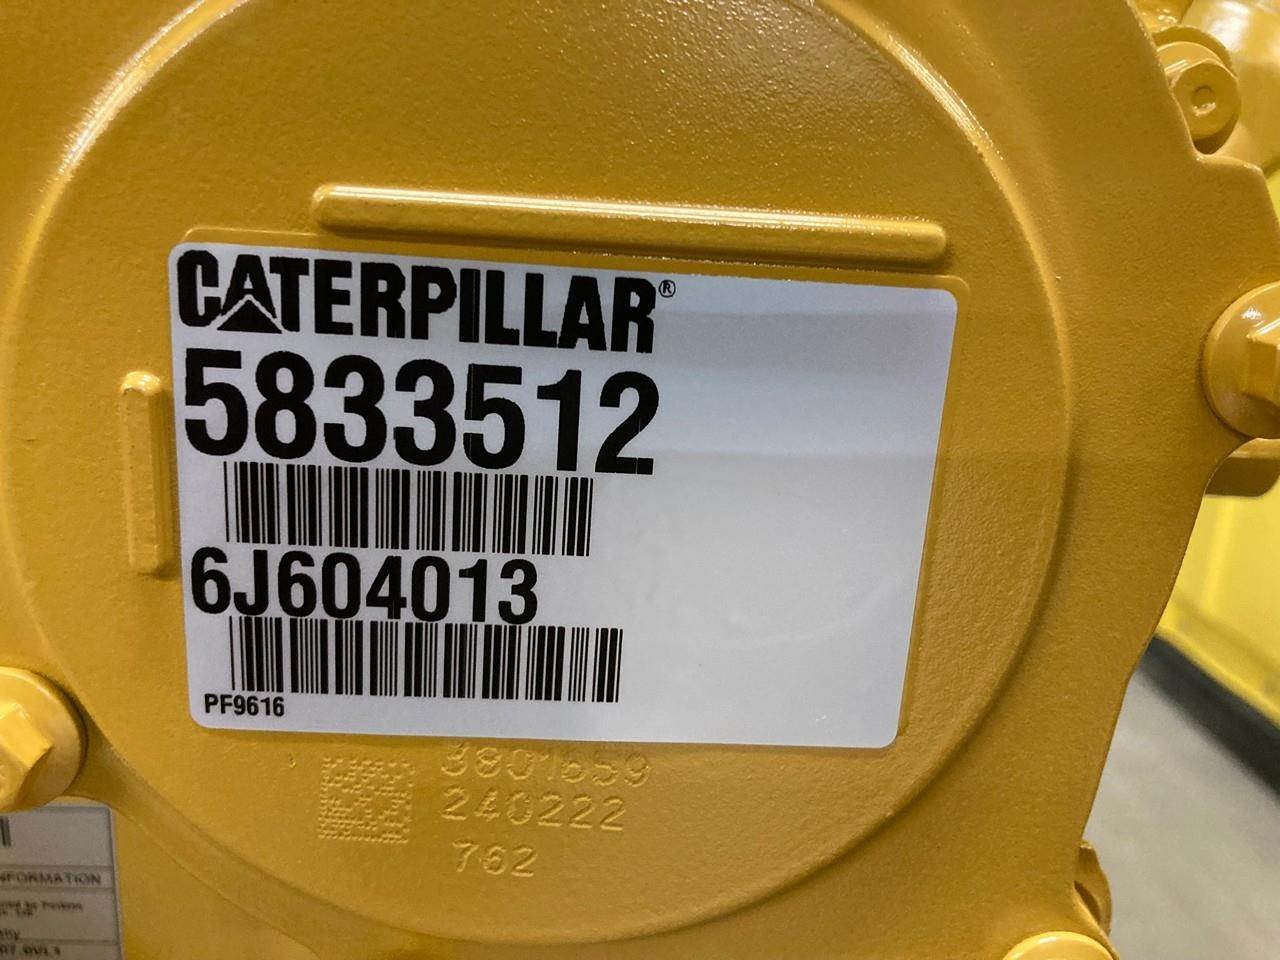 CATERPILLAR®
5833512
6J604013
PF9616
3801659
240222
762
INFORMATION